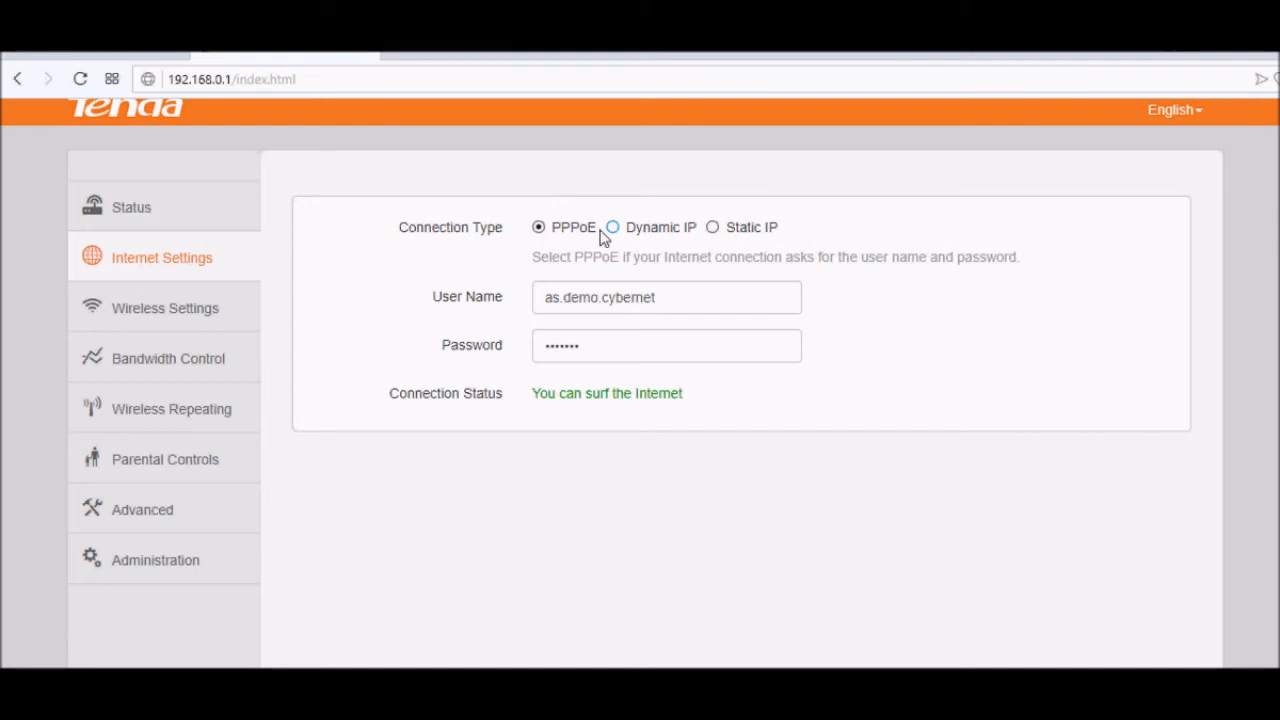 192.168.0.1/index.html
Tenda
English
Status
Internet Settings
Wireless Settings
Bandwidth Control
Wireless Repeating
Parental Controls
Advanced
Administration
Connection Type PPPoE Dynamic IP Static IP
Select PPPoE if your Internet connection asks for the user name and password.
User Name as.demo.cybernet
Password •••••••
Connection Status You can surf the Internet